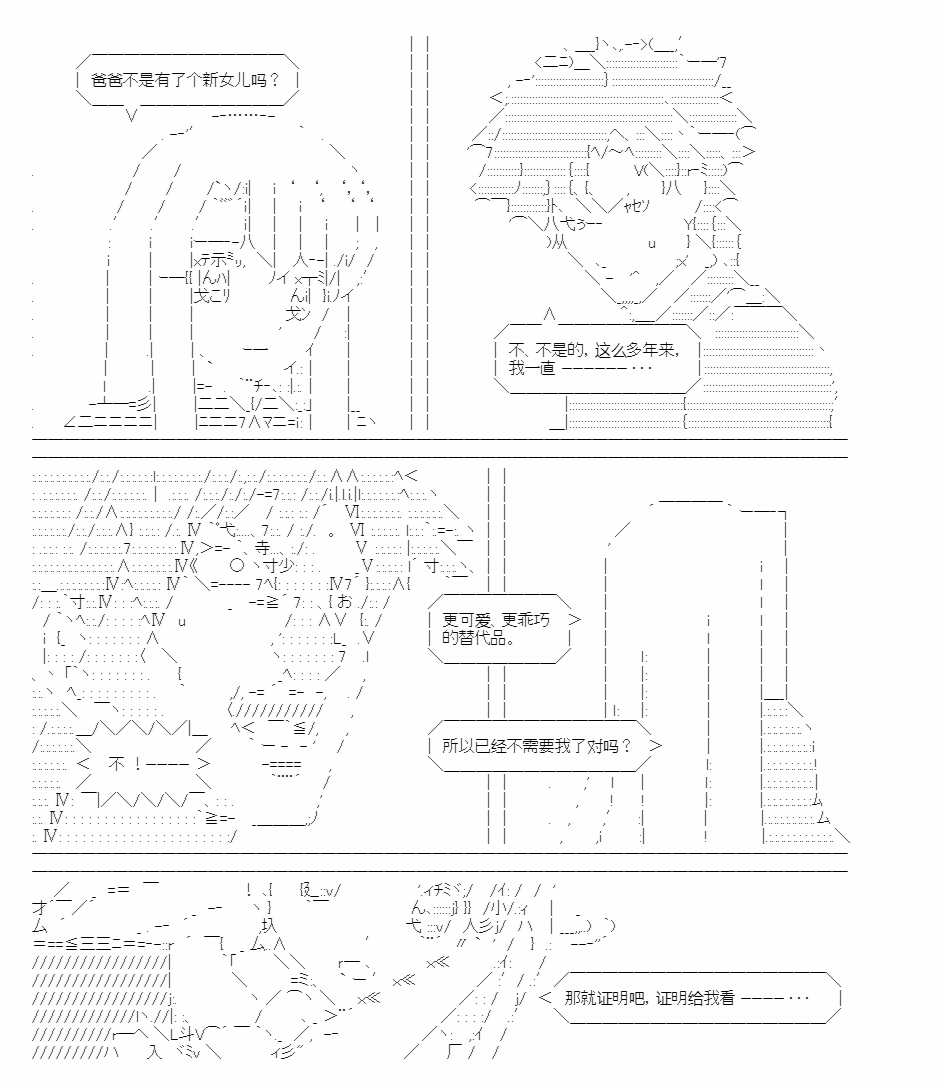 爸爸不是有了个新女儿吗？
不、不是的，这么多年来，
我一直 −−−−−−···
更可爱、更乖巧
的替代品。
所以已经不需要我了对吗？
不 ！−−−−
那就证明吧，证明给我看 −−−−···